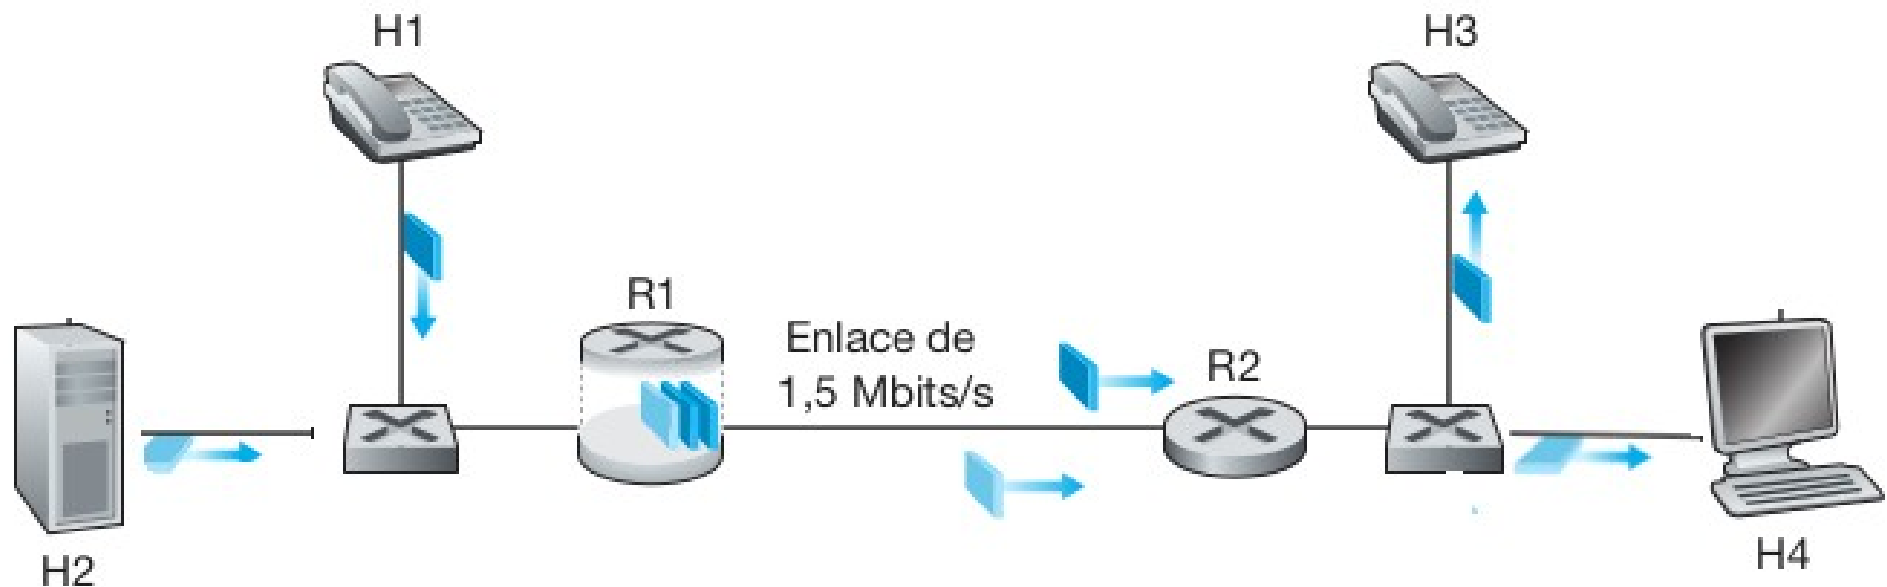 H1
H3
R1
Enlace de
1,5 Mbits/s
R2
H2
H4